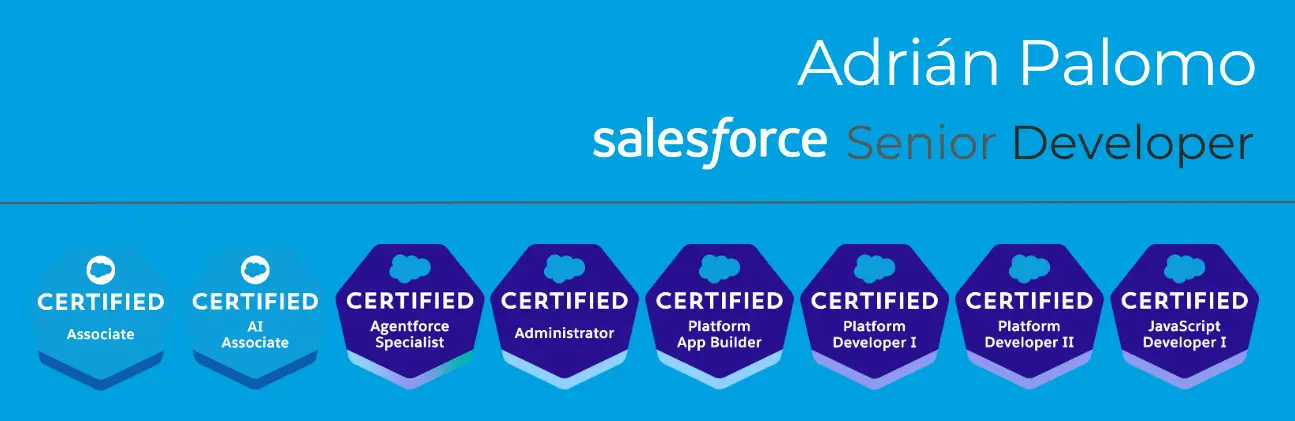 Adrián Palomo
salesforce Senior Developer
CERTIFIED
Associate
CERTIFIED
AI
Associate
CERTIFIED
Agentforce
Specialist
CERTIFIED
Administrator
CERTIFIED
Platform
App Builder
CERTIFIED
Platform
Developer I
CERTIFIED
Platform
Developer II
CERTIFIED
JavaScript
Developer I